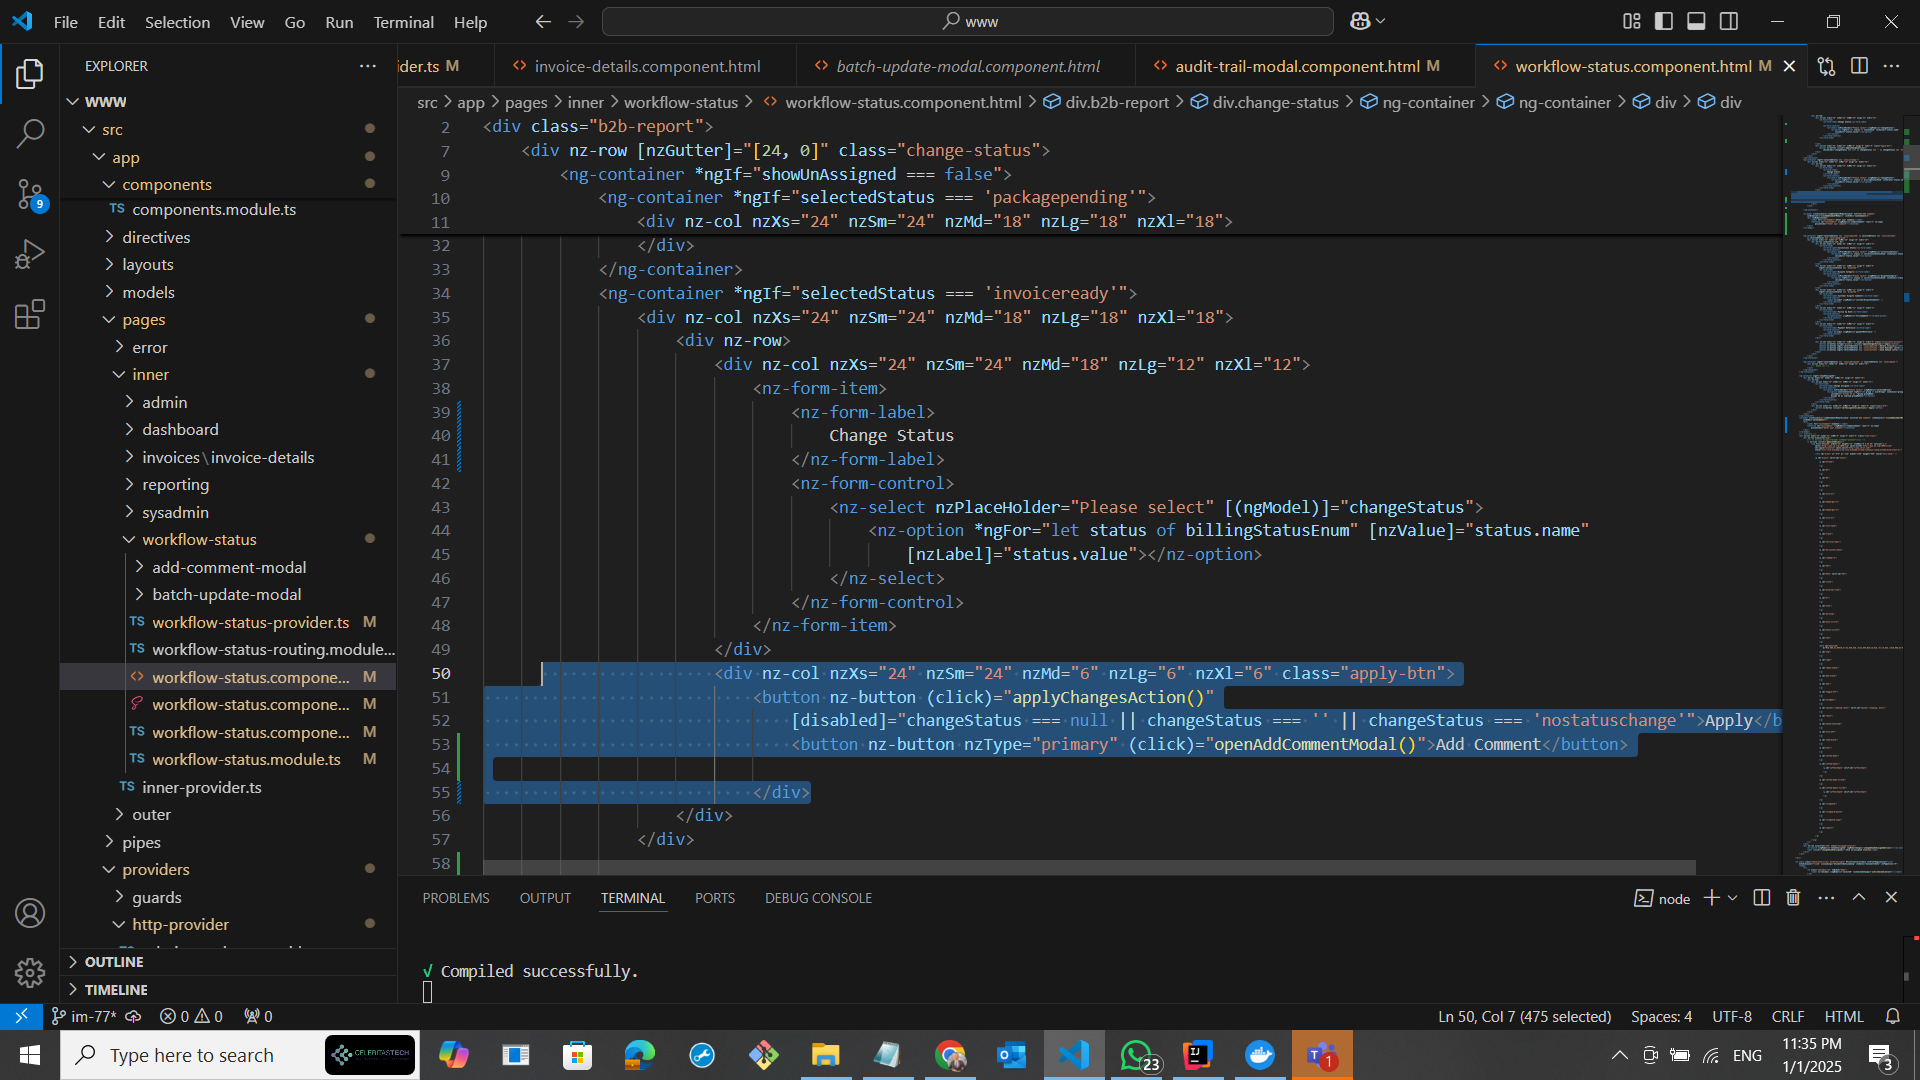 File Edit Selection View Go Run Terminal Help
www
EXPLORER
WWW
src
app
components
components.module.ts
directives
layouts
models
pages
error
inner
admin
dashboard
invoices\invoice-details
reporting
sysadmin
workflow-status
add-comment-modal
batch-update-modal
workflow-status-provider.ts M
workflow-status-routing.module...
workflow-status.compone... M
workflow-status.compone... M
workflow-status.compone... M
workflow-status.module.ts M
inner-provider.ts
outer
pipes
providers
guards
http-provider
OUTLINE
TIMELINE
9
ider.ts M
invoice-details.component.html
batch-update-modal.component.html
audit-trail-modal.component.html M
workflow-status.component.html M
src > app > pages > inner > workflow-status > workflow-status.component.html > div.b2b-report > div.change-status > ng-container > ng-container > div > div
2 <div class="b2b-report">
7 <div nz-row [nzGutter]="[24, 0]" class="change-status">
9 <ng-container *ngIf="showUnAssigned === false">
10 <ng-container *ngIf="selectedStatus === 'packagepending'">
11 <div nz-col nzXs="24" nzSm="24" nzMd="18" nzLg="18" nzXl="18">
32 </div>
33 </ng-container>
34 <ng-container *ngIf="selectedStatus === 'invoiceready'">
35 <div nz-col nzXs="24" nzSm="24" nzMd="18" nzLg="18" nzXl="18">
36 <div nz-row>
37 <div nz-col nzXs="24" nzSm="24" nzMd="18" nzLg="12" nzXl="12">
38 <nz-form-item>
39 <nz-form-label>
40 Change Status
41 </nz-form-label>
42 <nz-form-control>
43 <nz-select nzPlaceHolder="Please select" [(ngModel)]="changeStatus">
44 <nz-option *ngFor="let status of billingStatusEnum" [nzValue]="status.name"
45 [nzLabel]="status.value"></nz-option>
46 </nz-select>
47 </nz-form-control>
48 </nz-form-item>
49 </div>
50 <div nz-col nzXs="24" nzSm="24" nzMd="6" nzLg="6" nzXl="6" class="apply-btn">
51 <button nz-button (click)="applyChangesAction()"
52 [disabled]="changeStatus === null || changeStatus === '' || changeStatus === 'nostatuschange'">Apply</b
53 <button nz-button nzType="primary" (click)="openAddCommentModal()">Add Comment</button>
54
55 </div>
56 </div>
57 </div>
58
PROBLEMS OUTPUT TERMINAL PORTS DEBUG CONSOLE
node
√ Compiled successfully.
im-77* 0 0 0
Ln 50, Col 7 (475 selected) Spaces: 4 UTF-8 CRLF HTML
Type here to search
CELERITASTECH
23
1
ENG
11:35 PM
1/1/2025
3